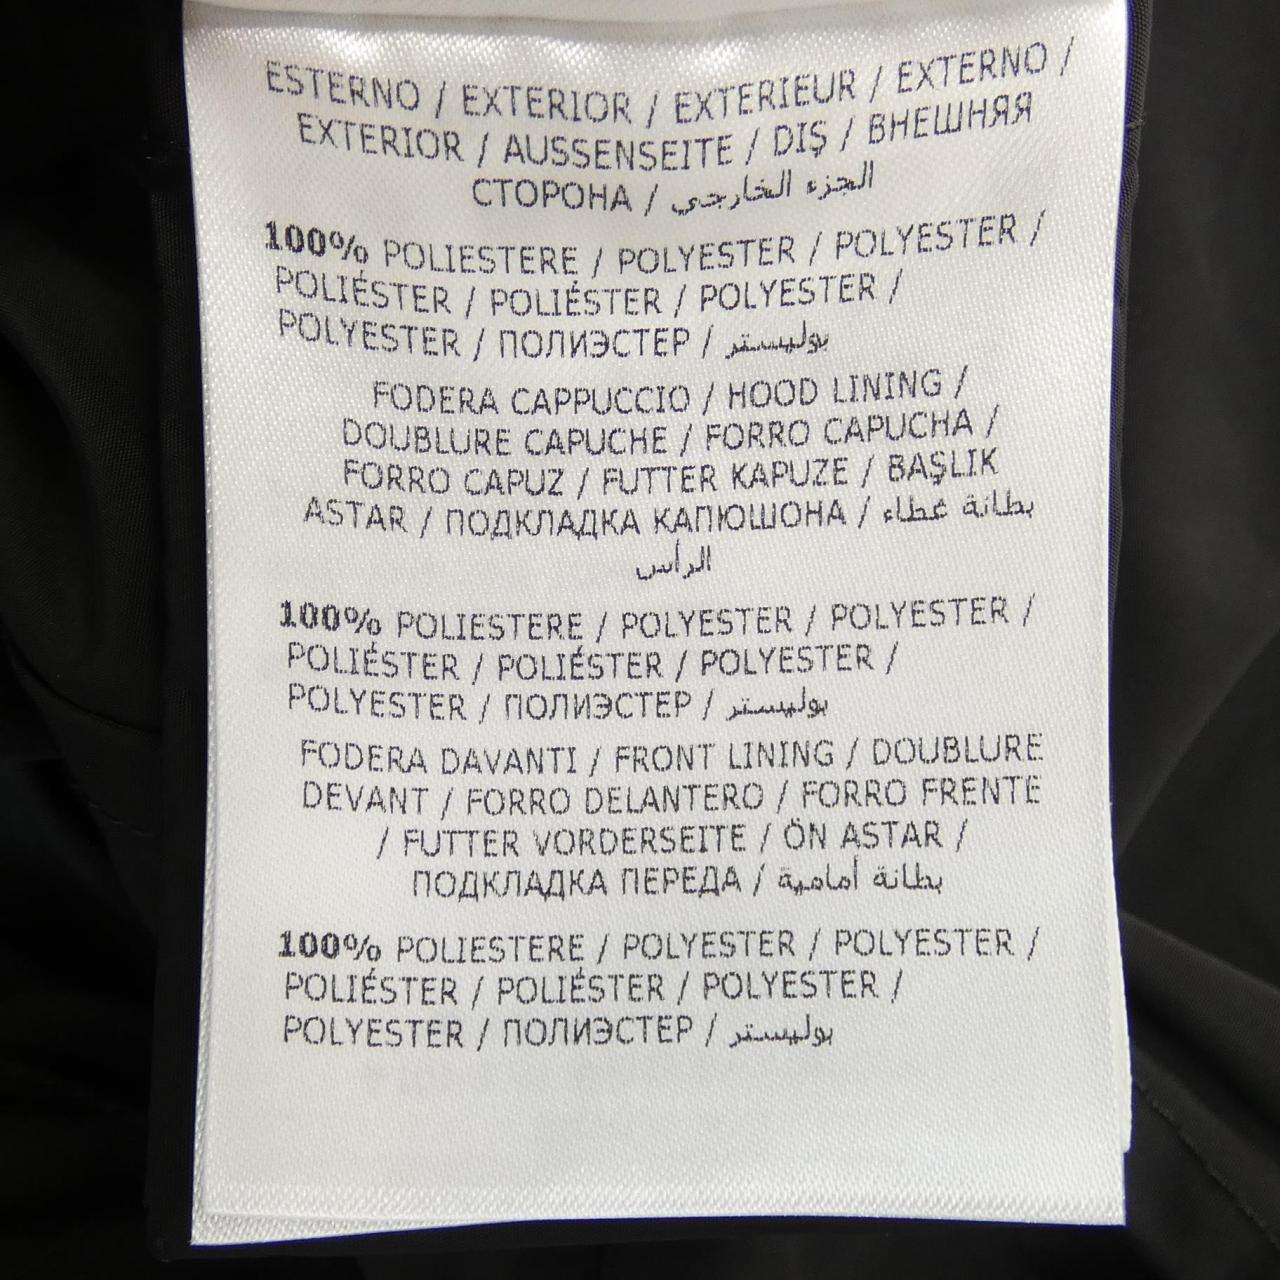 ESTERNO / EXTERIOR / EXTERIEUR / EXTERNO /
EXTERIOR / AUSSENSEITE / DIŞ / ВНЕШНЯЯ
СТОРОНА / الجزء الخارجي
100% POLIESTERE / POLYESTER / POLYESTER /
POLIÉSTER / POLIÉSTER / POLYESTER /
POLYESTER / ПОЛИЭСТЕР / بوليستر
FODERA CAPPUCCIO / HOOD LINING /
DOUBLURE CAPUCHE / FORRO CAPUCHA /
FORRO CAPUZ / FUTTER KAPUZE / BAŞLIK
ASTAR / ПОДКЛАДКА КАПЮШОНА / بطانة غطاء
الرأس
100% POLIESTERE / POLYESTER / POLYESTER /
POLIÉSTER / POLIÉSTER / POLYESTER /
POLYESTER / ПОЛИЭСТЕР / بوليستر
FODERA DAVANTI / FRONT LINING / DOUBLURE
DEVANT / FORRO DELANTERO / FORRO FRENTE
/ FUTTER VORDERSEITE / ÖN ASTAR /
ПОДКЛАДКА ПЕРЕДА / بطانة أمامية
100% POLIESTERE / POLYESTER / POLYESTER /
POLIÉSTER / POLIÉSTER / POLYESTER /
POLYESTER / ПОЛИЭСТЕР / بوليستر